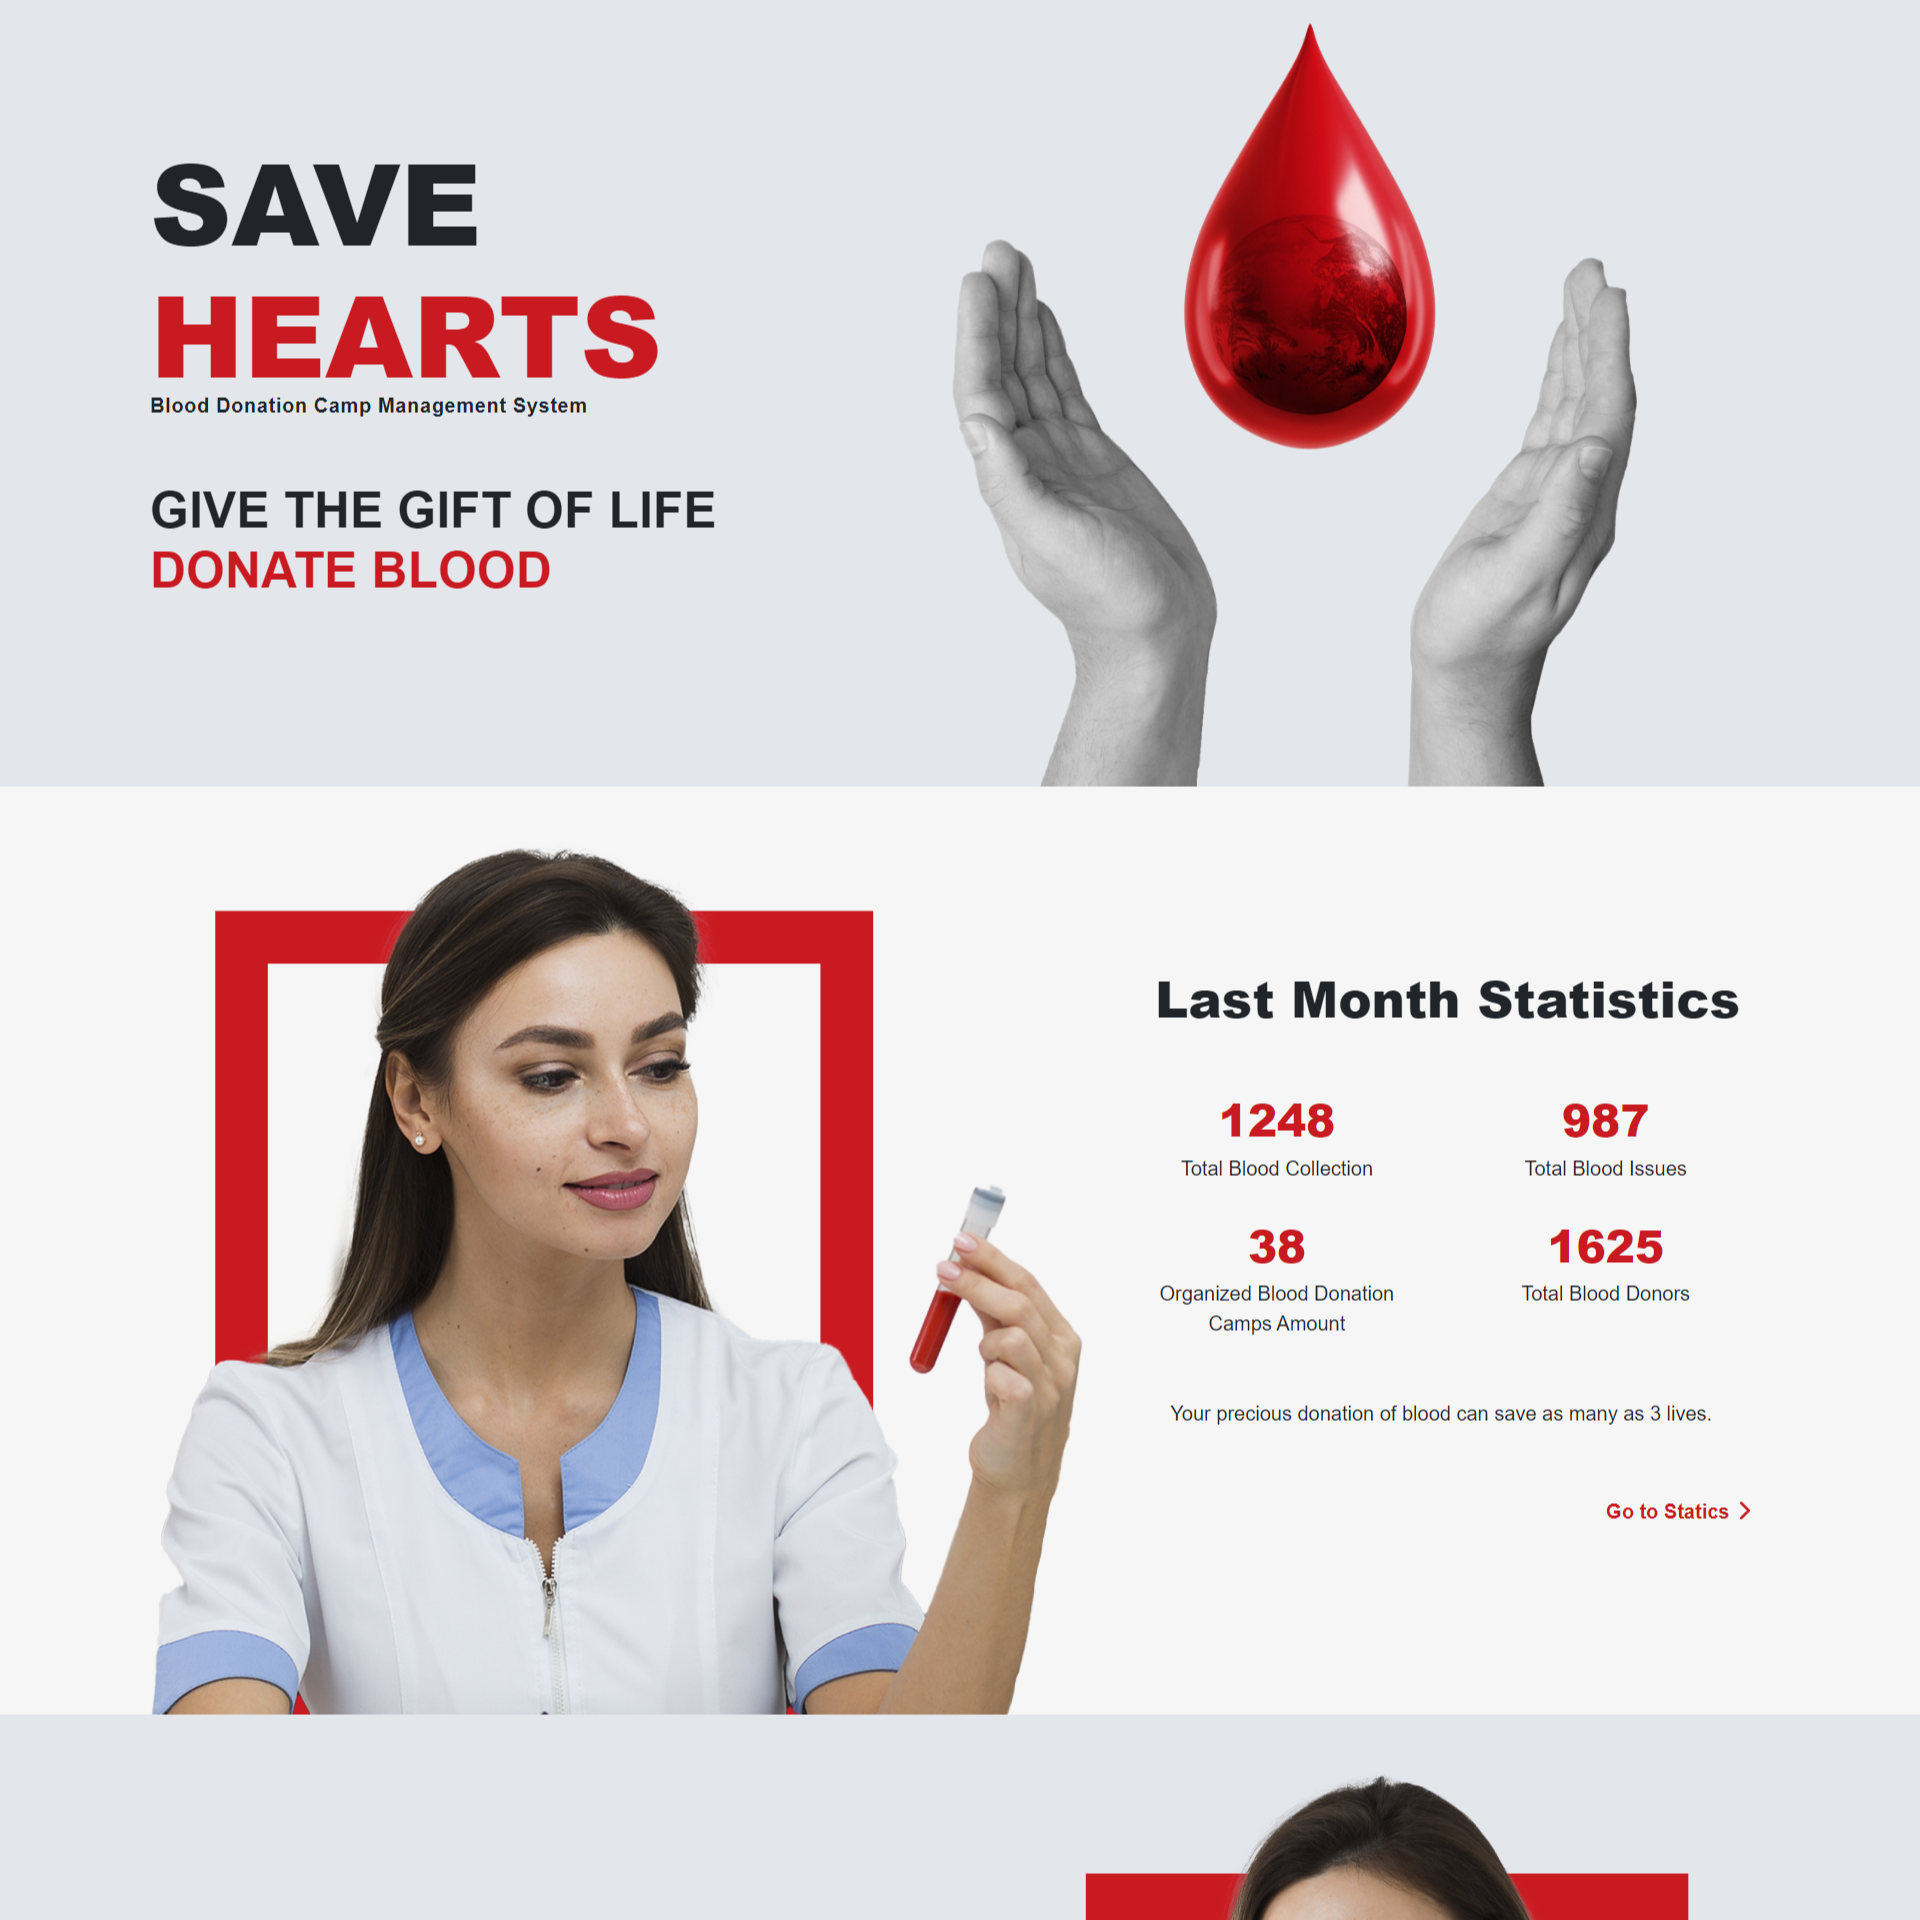 SAVE
HEARTS
Blood Donation Camp Management System
GIVE THE GIFT OF LIFE
DONATE BLOOD
Last Month Statistics
1248
Total Blood Collection
987
Total Blood Issues
38
Organized Blood Donation
Camps Amount
1625
Total Blood Donors
Your precious donation of blood can save as many as 3 lives.
Go to Statics